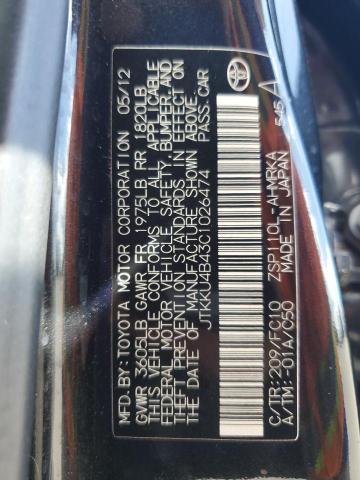 MFD. BY: TOYOTA MOTOR CORPORATION 05/12
GVWR 3605LB GAWR FR 1975LB RR 1820LB
THIS VEHICLE CONFORMS TO ALL APPLICABLE
FEDERAL MOTOR VEHICLE SAFETY, BUMPER, AND
THEFT PREVENTION STANDARDS IN EFFECT ON
THE DATE OF MANUFACTURE SHOWN ABOVE.
JTKKU4B43C1026474 PASS.CAR
C/TR: 209/FC10 ZSP110L-AHMRKA
A/TM: -01A/C50 MADE IN JAPAN
545 A